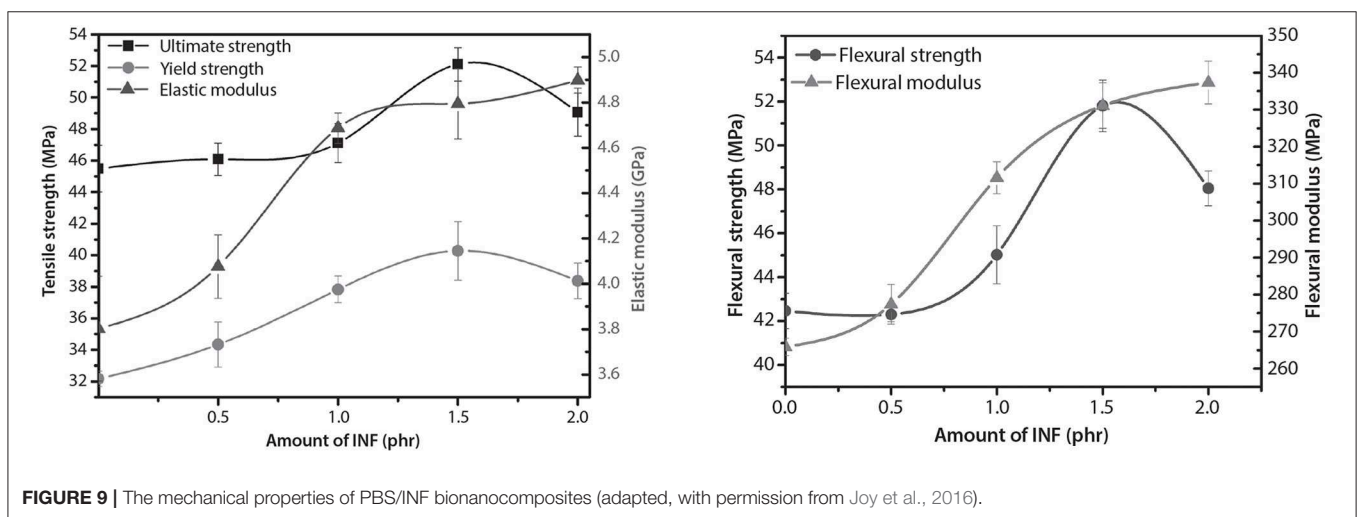 54
52
50
48
46
44
42
40
38
36
34
32
Tensile strength (MPa)
Ultimate strength
Yield strength
Elastic modulus
5.0
4.8
4.6
4.4
4.2
4.0
3.8
3.6
Elastic modulus (GPa)
0.5 1.0 1.5 2.0
Amount of INF (phr)
54
52
50
48
46
44
42
40
Flexural strength (MPa)
Flexural strength
Flexural modulus
350
340
330
320
310
300
290
280
270
260
Flexural modulus (MPa)
0.0 0.5 1.0 1.5 2.0
Amount of INF (phr)
FIGURE 9 | The mechanical properties of PBS/INF bionanocomposites (adapted, with permission from Joy et al., 2016).